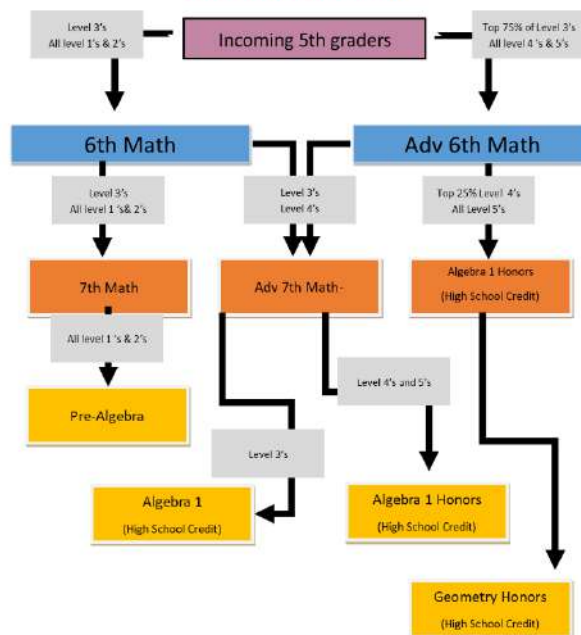 Level 3's
All level 1's & 2's
Incoming 5th graders
Top 75% of Level 3's
All level 4 's & 5's
6th Math
Adv 6th Math
Level 3's
All level 1 's& 2's
Level 3's
Level 4's
Top 25% Level 4's
All Level 5's
7th Math
Adv 7th Math-
Algebra 1 Honors
(High School Credit)
All level 1 's & 2's
Pre-Algebra
Level 4's and 5's
Level 3's
Algebra 1
(High School Credit)
Algebra 1 Honors
(High School Credit)
Geometry Honors
(High School Credit)